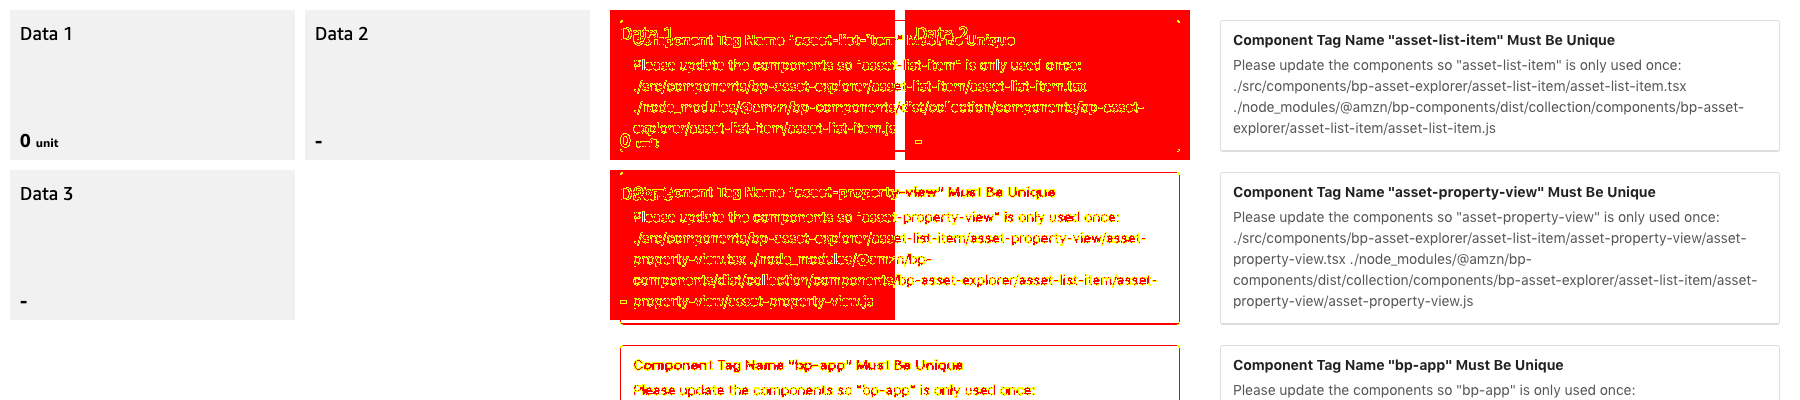 Data 1
Data 2
0 unit
-
Data 3
-
Data 1
Data 2
Component Tag Name "asset-list-item" Must Be Unique
Please update the components so "asset-list-item" is only used once:
./src/components/bp-asset-explorer/asset-list-item/asset-list-item.tsx
./node_modules/@amzn/bp-components/dist/collection/components/bp-asset-
explorer/asset-list-item/asset-list-item.js
0 unit
-
Component Tag Name "asset-property-view" Must Be Unique
Please update the components so "asset-property-view" is only used once:
./src/components/bp-asset-explorer/asset-list-item/asset-property-view/asset-
property-view.tsx ./node_modules/@amzn/bp-
components/dist/collection/components/bp-asset-explorer/asset-list-item/asset-
property-view/asset-property-view.js
-
Component Tag Name "bp-app" Must Be Unique
Please update the components so "bp-app" is only used once:
Component Tag Name "asset-list-item" Must Be Unique
Please update the components so "asset-list-item" is only used once:
./src/components/bp-asset-explorer/asset-list-item/asset-list-item.tsx
./node_modules/@amzn/bp-components/dist/collection/components/bp-asset-
explorer/asset-list-item/asset-list-item.js
Component Tag Name "asset-property-view" Must Be Unique
Please update the components so "asset-property-view" is only used once:
./src/components/bp-asset-explorer/asset-list-item/asset-property-view/asset-
property-view.tsx ./node_modules/@amzn/bp-
components/dist/collection/components/bp-asset-explorer/asset-list-item/asset-
property-view/asset-property-view.js
Component Tag Name "bp-app" Must Be Unique
Please update the components so "bp-app" is only used once: